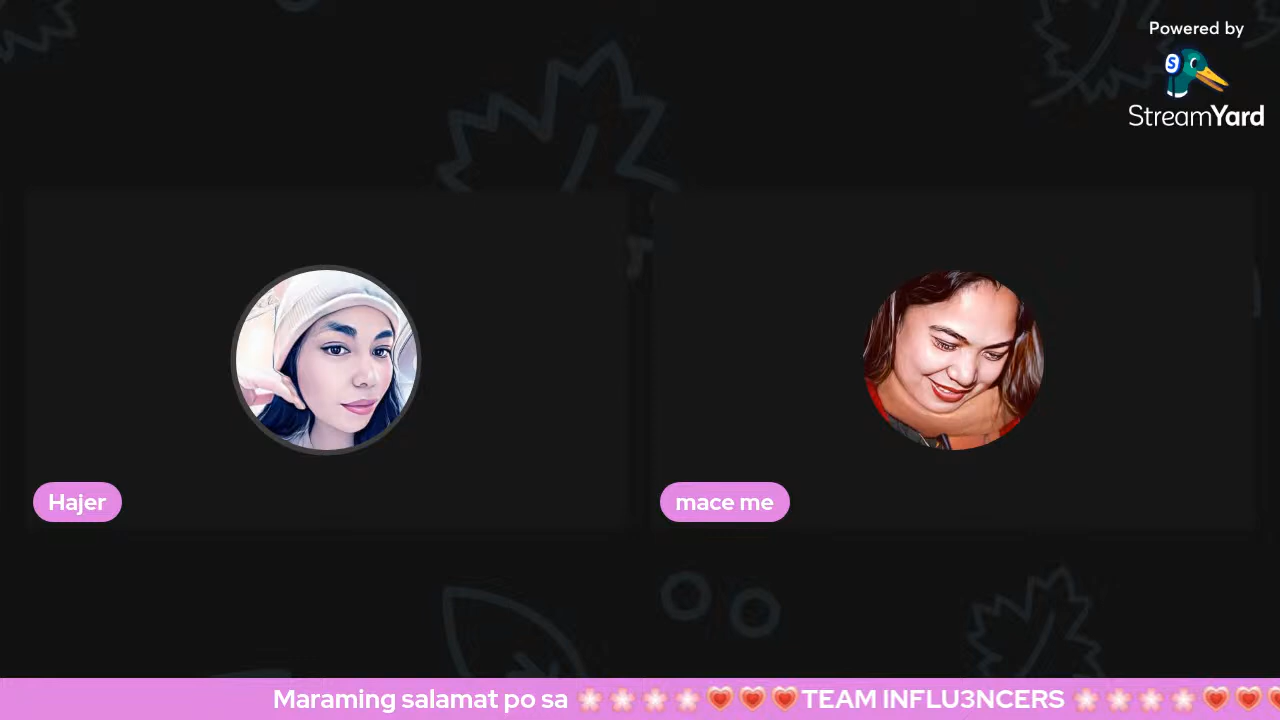 Powered by
S
StreamYard
Hajer
mace me
Maraming salamat po sa 🌸🌸🌸🌸💗💗💗TEAM INFLU3NCERS 🌸🌸🌸🌸💗💗💗